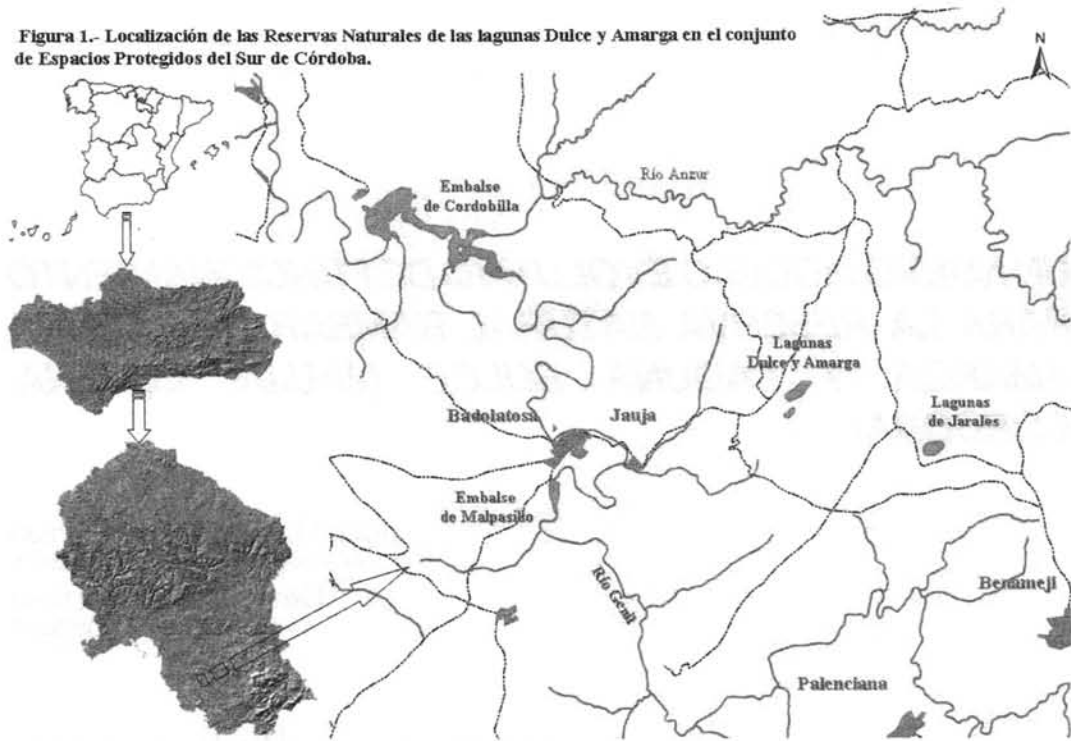 Figura 1.- Localización de las Reservas Naturales de las lagunas Dulce y Amarga en el conjunto
de Espacios Protegidos del Sur de Córdoba.
N
Río Anzur
Embalse
de Cordobilla
Lagunas
Dulce y Amarga
Badolatosa
Jauja
Lagunas
de Jarales
Embalse
de Malpasillo
Río Genil
Benamejí
Palenciana